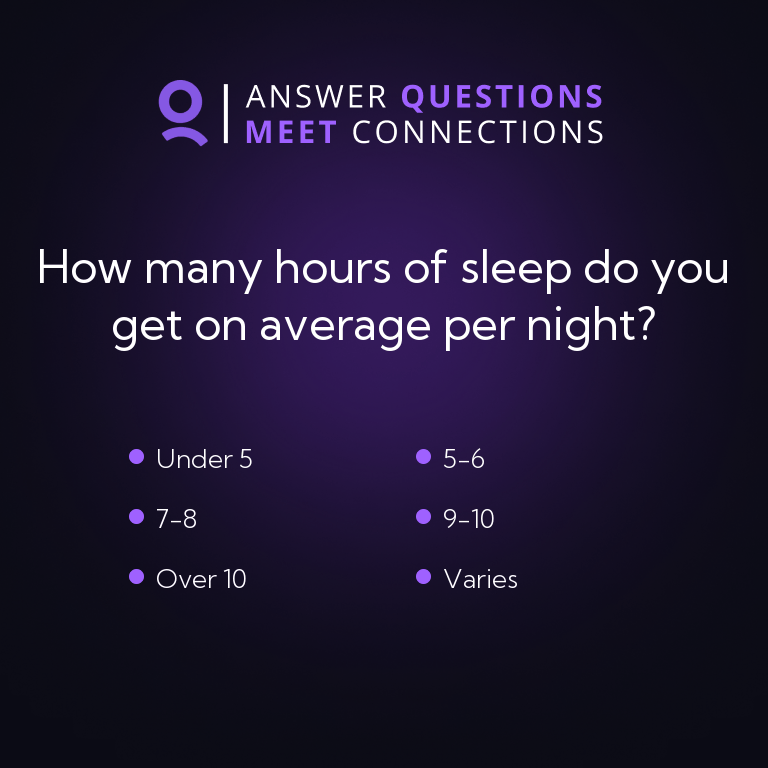 ANSWER QUESTIONS
MEET CONNECTIONS
How many hours of sleep do you
get on average per night?
Under 5
5-6
7-8
9-10
Over 10
Varies